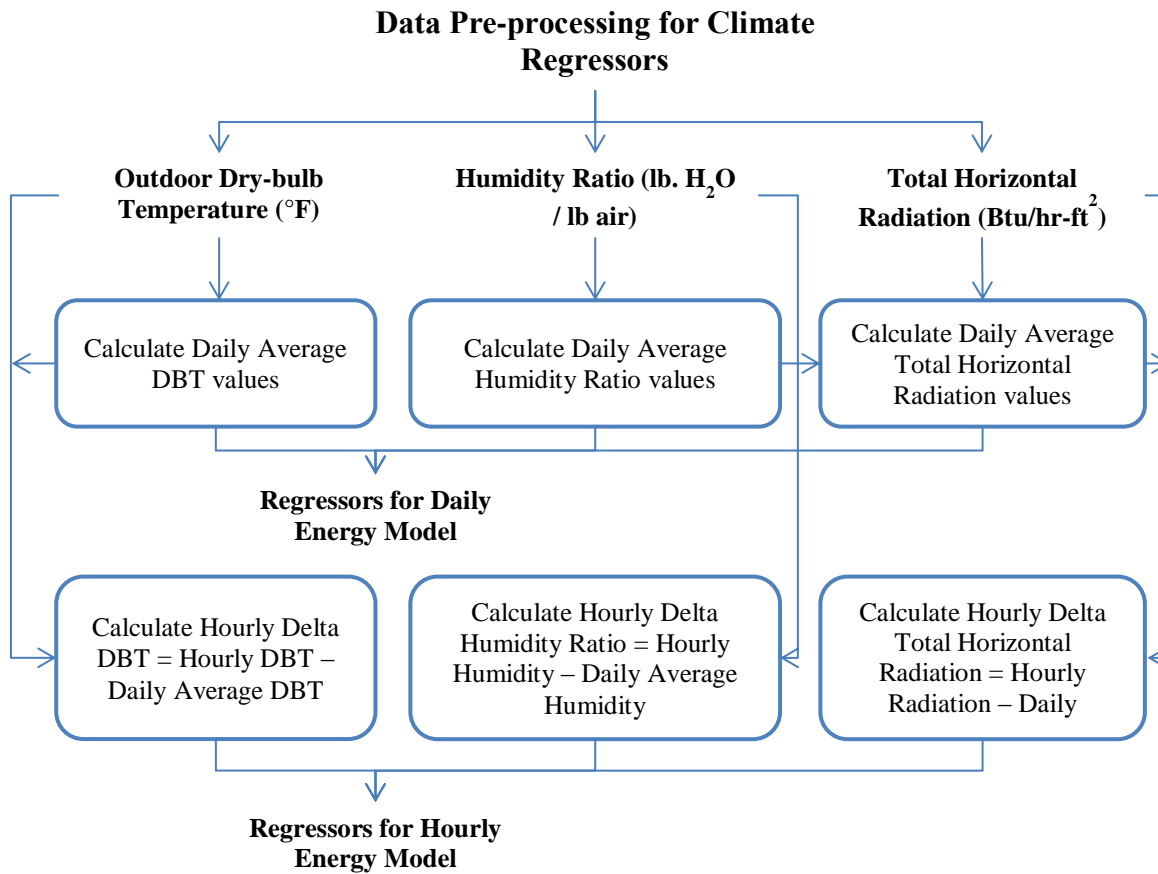 Data Pre-processing for Climate
Regressors
Outdoor Dry-bulb
Temperature (°F)
Humidity Ratio (lb. H₂O
/ lb air)
Total Horizontal
Radiation (Btu/hr-ft²)
Calculate Daily Average
DBT values
Calculate Daily Average
Humidity Ratio values
Calculate Daily Average
Total Horizontal
Radiation values
Regressors for Daily
Energy Model
Calculate Hourly Delta
DBT = Hourly DBT –
Daily Average DBT
Calculate Hourly Delta
Humidity Ratio = Hourly
Humidity – Daily Average
Humidity
Calculate Hourly Delta
Total Horizontal
Radiation = Hourly
Radiation – Daily
Regressors for Hourly
Energy Model